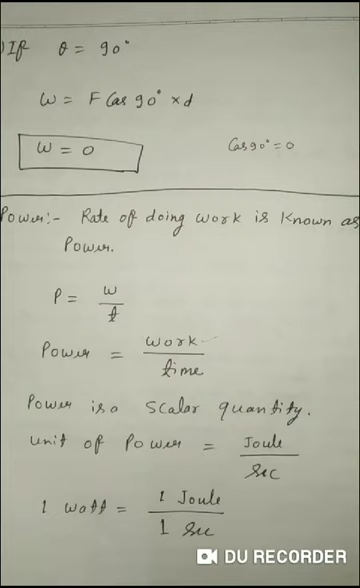 ) If θ = 90°
W = F Cos 90° × d
W = 0
Cos 90° = 0
Power:- Rate of doing work is known as
Power.
P = W/t
Power = work/time
Power is a scalar quantity.
unit of Power = Joule/sec
1 watt = 1 Joule/1 sec
DU RECORDER